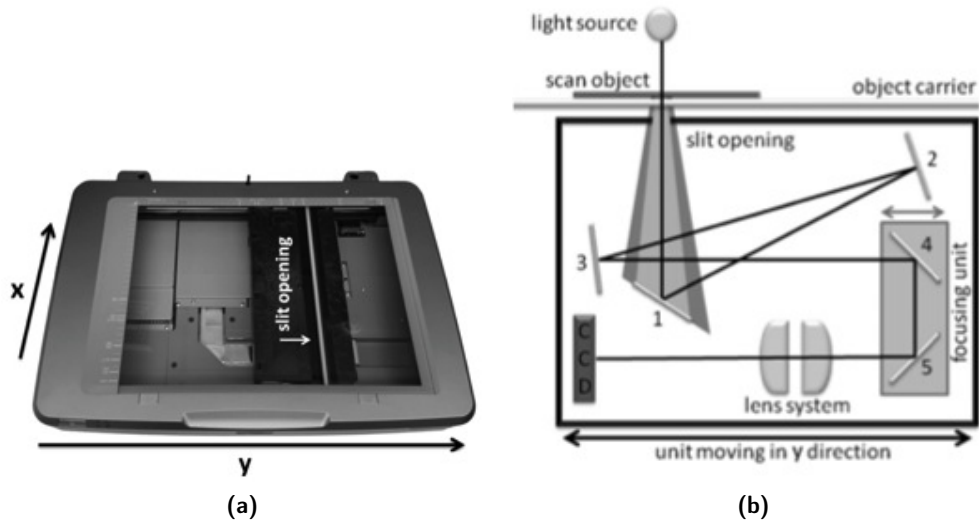 light source
scan object
object carrier
slit opening
2
3
4
1
5
focusing unit
C
C
D
lens system
unit moving in y direction
slit opening
x
y
(a)
(b)